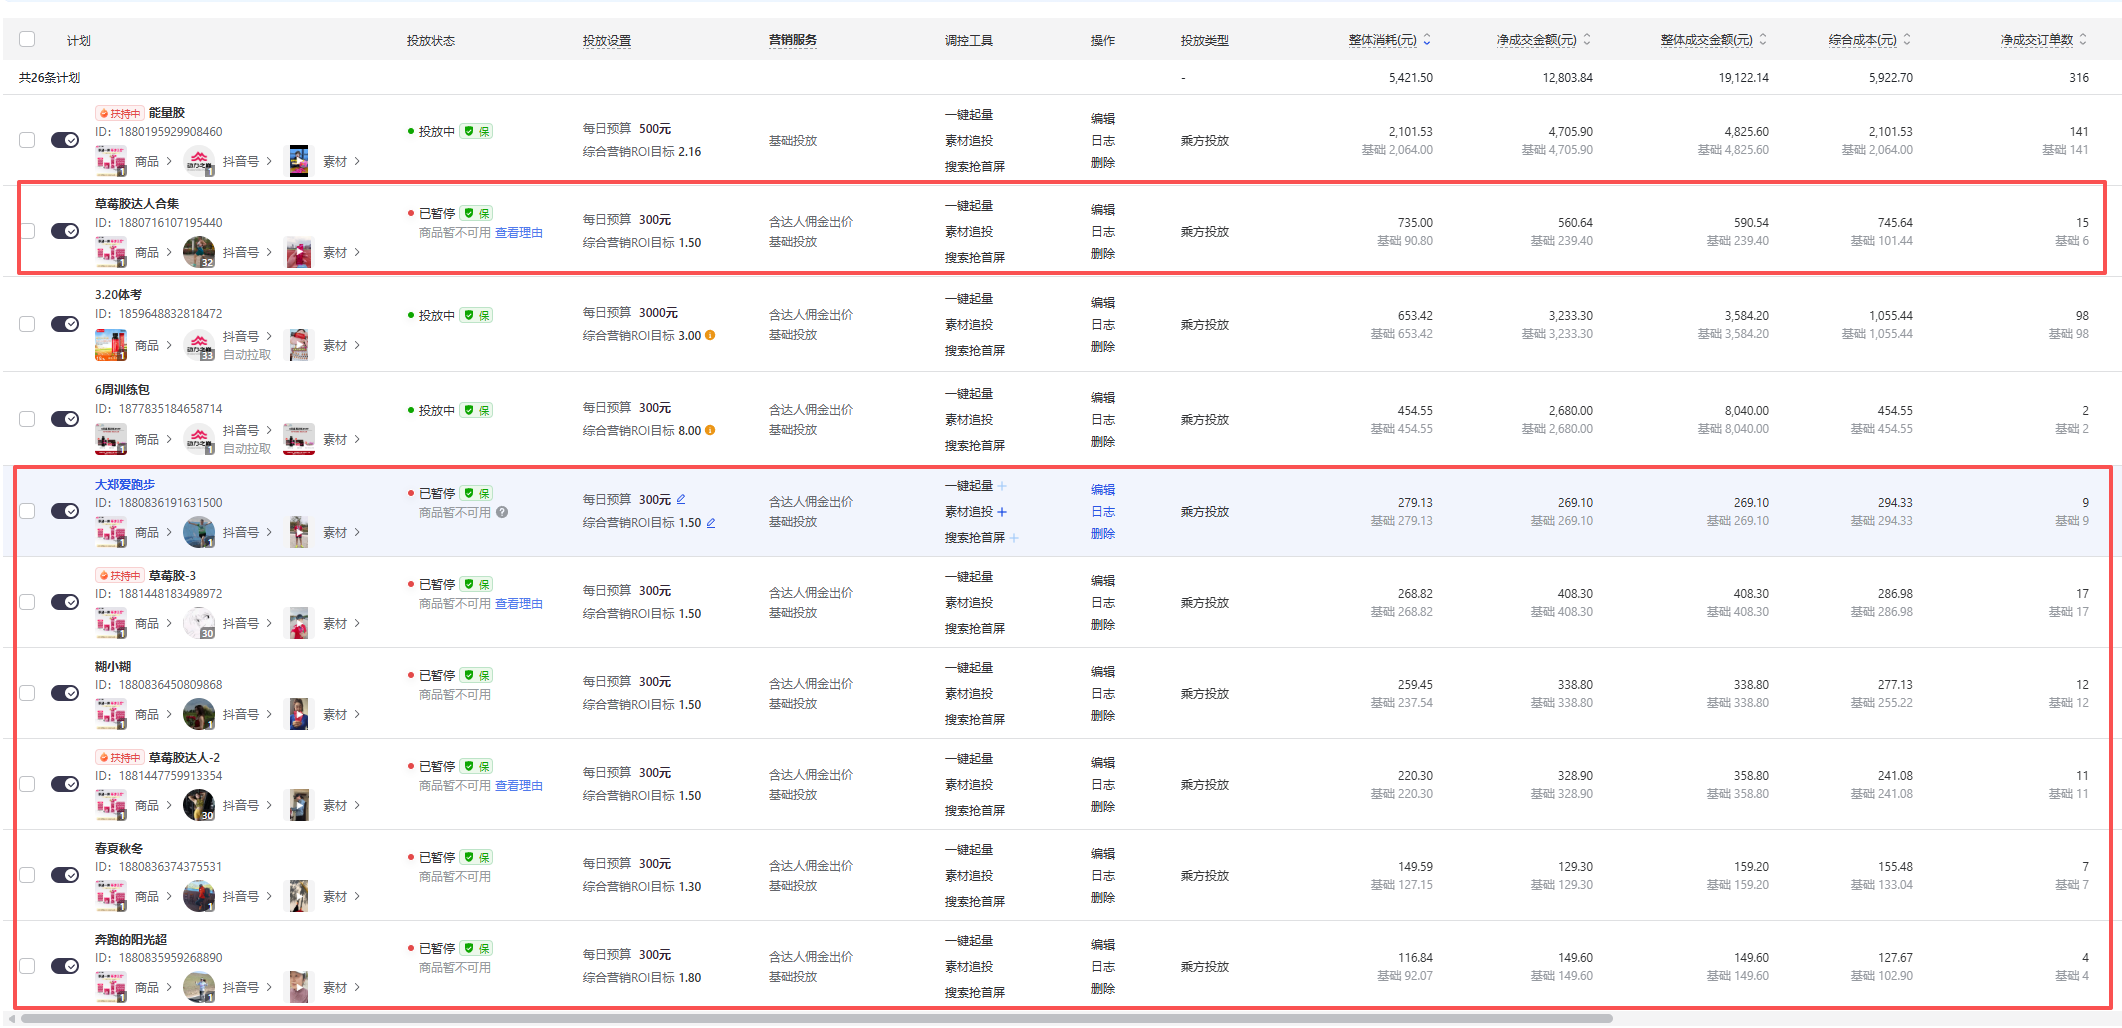 计划 投放状态 投放设置 营销服务 调控工具 操作 投放类型 整体消耗(元) 净成交金额(元) 整体成交金额(元) 综合成本(元) 净成交订单数
共26条计划 - 5,421.50 12,803.84 19,122.14 5,922.70 316
扶持中 能量胶
ID: 1880195929908460
1 商品 1 抖音号 素材
投放中 保
每日预算 500元
综合营销ROI目标 2.16
基础投放
一键起量
素材追投
搜索抢首屏
编辑
日志
删除
乘方投放
2,101.53 4,705.90 4,825.60 2,101.53 141
基础 2,064.00 基础 4,705.90 基础 4,825.60 基础 2,064.00 基础 141
草莓胶达人合集
ID: 1880716107195440
1 商品 32 抖音号 素材
已暂停 保
商品暂不可用 查看理由
每日预算 300元
综合营销ROI目标 1.50
含达人佣金出价
基础投放
一键起量
素材追投
搜索抢首屏
编辑
日志
删除
乘方投放
735.00 560.64 590.54 745.64 15
基础 90.80 基础 239.40 基础 239.40 基础 101.44 基础 6
3.20体考
ID: 1859648832818472
1 商品 33 抖音号 素材
自动拉取
投放中 保
每日预算 3000元
综合营销ROI目标 3.00
含达人佣金出价
基础投放
一键起量
素材追投
搜索抢首屏
编辑
日志
删除
乘方投放
653.42 3,233.30 3,584.20 1,055.44 98
基础 653.42 基础 3,233.30 基础 3,584.20 基础 1,055.44 基础 98
6周训练包
ID: 1877835184658714
1 商品 1 抖音号 素材
自动拉取
投放中 保
每日预算 300元
综合营销ROI目标 8.00
含达人佣金出价
基础投放
一键起量
素材追投
搜索抢首屏
编辑
日志
删除
乘方投放
454.55 2,680.00 8,040.00 454.55 2
基础 454.55 基础 2,680.00 基础 8,040.00 基础 454.55 基础 2
大郑爱跑步
ID: 1880836191631500
1 商品 1 抖音号 素材
已暂停 保
商品暂不可用
每日预算 300元
综合营销ROI目标 1.50
含达人佣金出价
基础投放
一键起量
素材追投
搜索抢首屏
编辑
日志
删除
乘方投放
279.13 269.10 269.10 294.33 9
基础 279.13 基础 269.10 基础 269.10 基础 294.33 基础 9
扶持中 草莓胶-3
ID: 1881448183498972
1 商品 30 抖音号 素材
已暂停 保
商品暂不可用 查看理由
每日预算 300元
综合营销ROI目标 1.50
含达人佣金出价
基础投放
一键起量
素材追投
搜索抢首屏
编辑
日志
删除
乘方投放
268.82 408.30 408.30 286.98 17
基础 268.82 基础 408.30 基础 408.30 基础 286.98 基础 17
糊小糊
ID: 1880836450809868
1 商品 1 抖音号 素材
已暂停 保
商品暂不可用
每日预算 300元
综合营销ROI目标 1.50
含达人佣金出价
基础投放
一键起量
素材追投
搜索抢首屏
编辑
日志
删除
乘方投放
259.45 338.80 338.80 277.13 12
基础 237.54 基础 338.80 基础 338.80 基础 255.22 基础 12
扶持中 草莓胶达人-2
ID: 1881447759913354
1 商品 30 抖音号 素材
已暂停 保
商品暂不可用 查看理由
每日预算 300元
综合营销ROI目标 1.50
含达人佣金出价
基础投放
一键起量
素材追投
搜索抢首屏
编辑
日志
删除
乘方投放
220.30 328.90 358.80 241.08 11
基础 220.30 基础 328.90 基础 358.80 基础 241.08 基础 11
春夏秋冬
ID: 1880836374375531
1 商品 1 抖音号 素材
已暂停 保
商品暂不可用
每日预算 300元
综合营销ROI目标 1.30
含达人佣金出价
基础投放
一键起量
素材追投
搜索抢首屏
编辑
日志
删除
乘方投放
149.59 129.30 159.20 155.48 7
基础 127.15 基础 129.30 基础 159.20 基础 133.04 基础 7
奔跑的阳光超
ID: 1880835959268890
1 商品 1 抖音号 素材
已暂停 保
商品暂不可用
每日预算 300元
综合营销ROI目标 1.80
含达人佣金出价
基础投放
一键起量
素材追投
搜索抢首屏
编辑
日志
删除
乘方投放
116.84 149.60 149.60 127.67 4
基础 92.07 基础 149.60 基础 149.60 基础 102.90 基础 4